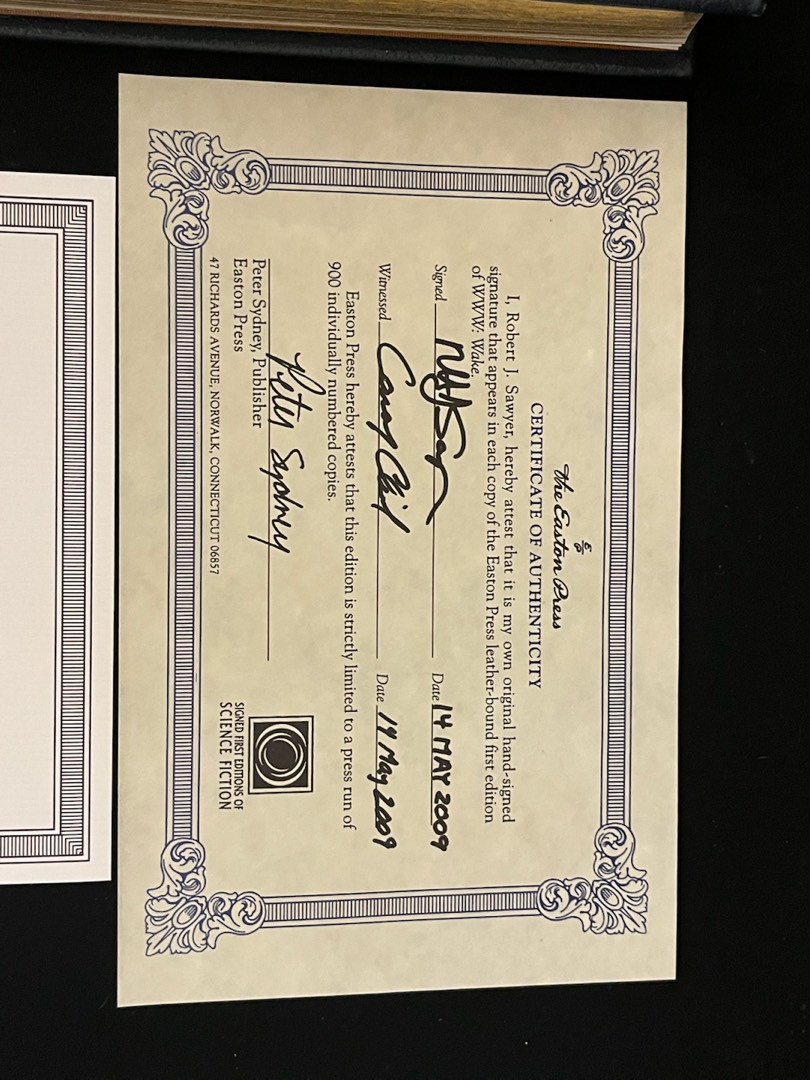 EP
The Easton Press
CERTIFICATE OF AUTHENTICITY
I, Robert J. Sawyer, hereby attest that it is my own original hand-signed
signature that appears in each copy of the Easton Press leather-bound first edition
of WWW: Wake.
Signed Date 14 MAY 2009
Witnessed Date 14 May 2009
Easton Press hereby attests that this edition is strictly limited to a press run of
900 individually numbered copies.
Peter Sydney
Peter Sydney, Publisher
Easton Press
47 RICHARDS AVENUE, NORWALK, CONNECTICUT 06857
SIGNED FIRST EDITIONS OF
SCIENCE FICTION